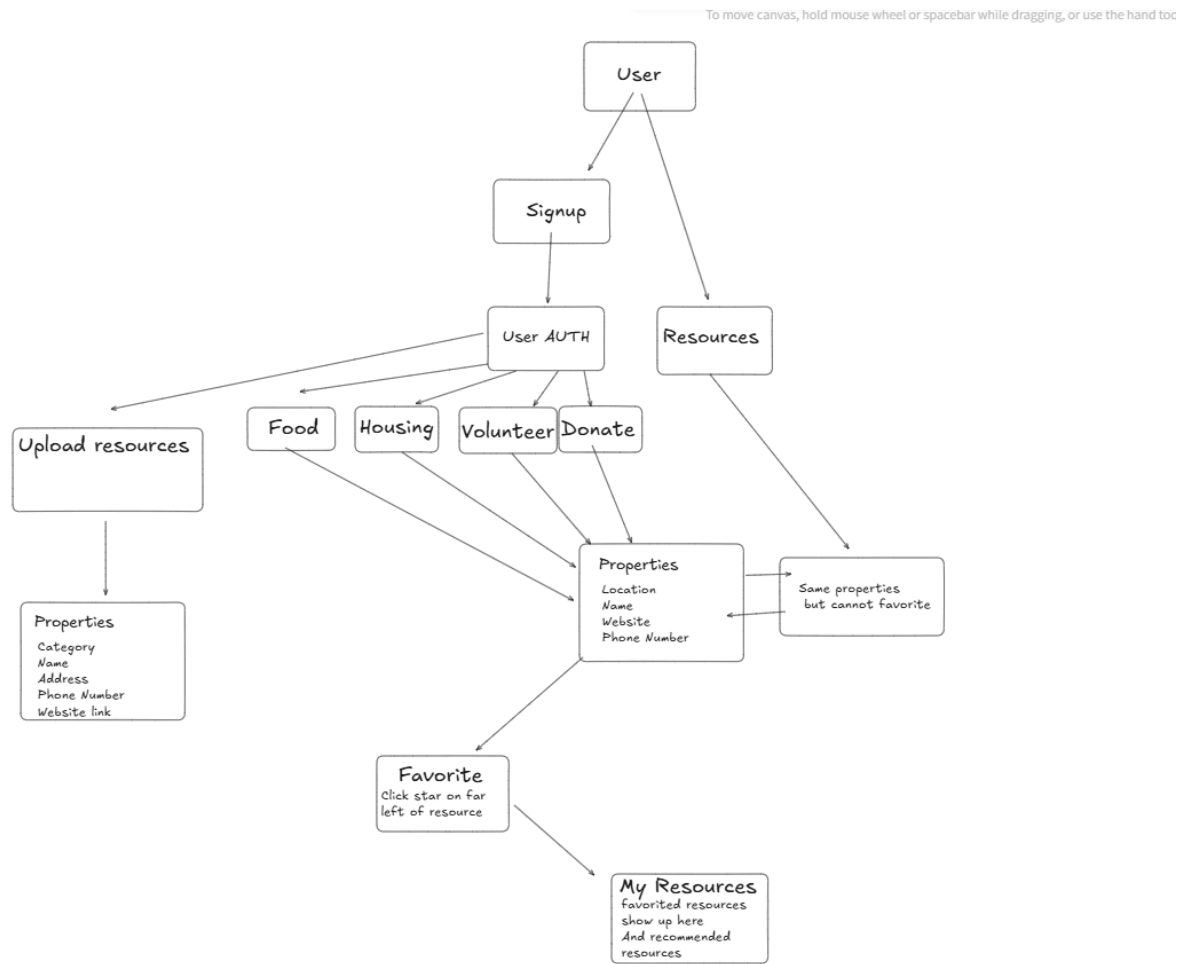 To move canvas, hold mouse wheel or spacebar while dragging, or use the hand too
User
Signup
User AUTH
Resources
Upload resources
Food
Housing
Volunteer
Donate
Properties
Location
Name
Website
Phone Number
Same properties
but cannot favorite
Properties
Category
Name
Address
Phone Number
Website link
Favorite
Click star on far
left of resource
My Resources
favorited resources
show up here
And recommended
resources